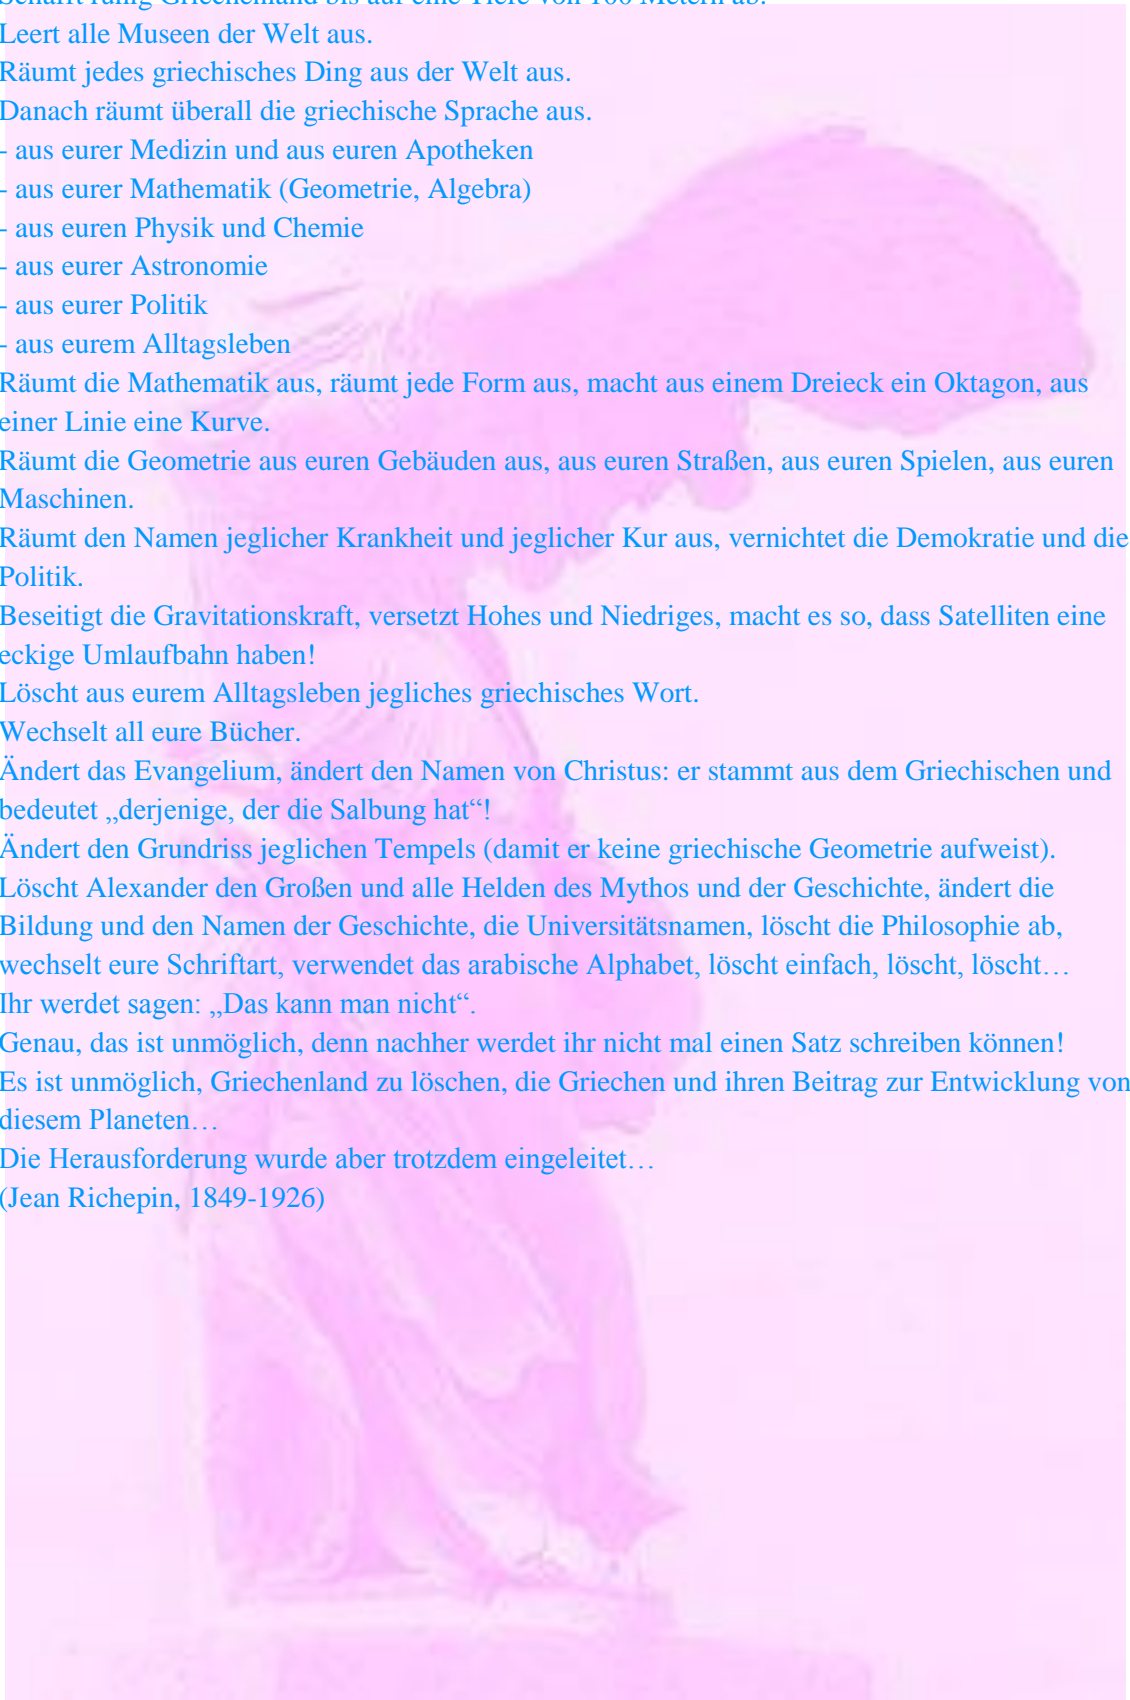 Schafft ruhig Griechenland bis auf eine Tiefe von 100 Metern ab.
Leert alle Museen der Welt aus.
Räumt jedes griechisches Ding aus der Welt aus.
Danach räumt überall die griechische Sprache aus.
- aus eurer Medizin und aus euren Apotheken
- aus eurer Mathematik (Geometrie, Algebra)
- aus euren Physik und Chemie
- aus eurer Astronomie
- aus eurer Politik
- aus eurem Alltagsleben
Räumt die Mathematik aus, räumt jede Form aus, macht aus einem Dreieck ein Oktagon, aus
einer Linie eine Kurve.
Räumt die Geometrie aus euren Gebäuden aus, aus euren Straßen, aus euren Spielen, aus euren
Maschinen.
Räumt den Namen jeglicher Krankheit und jeglicher Kur aus, vernichtet die Demokratie und die
Politik.
Beseitigt die Gravitationskraft, versetzt Hohes und Niedriges, macht es so, dass Satelliten eine
eckige Umlaufbahn haben!
Löscht aus eurem Alltagsleben jegliches griechisches Wort.
Wechselt all eure Bücher.
Ändert das Evangelium, ändert den Namen von Christus: er stammt aus dem Griechischen und
bedeutet „derjenige, der die Salbung hat“!
Ändert den Grundriss jeglichen Tempels (damit er keine griechische Geometrie aufweist).
Löscht Alexander den Großen und alle Helden des Mythos und der Geschichte, ändert die
Bildung und den Namen der Geschichte, die Universitätsnamen, löscht die Philosophie ab,
wechselt eure Schriftart, verwendet das arabische Alphabet, löscht einfach, löscht, löscht…
Ihr werdet sagen: „Das kann man nicht“.
Genau, das ist unmöglich, denn nachher werdet ihr nicht mal einen Satz schreiben können!
Es ist unmöglich, Griechenland zu löschen, die Griechen und ihren Beitrag zur Entwicklung von
diesem Planeten…
Die Herausforderung wurde aber trotzdem eingeleitet…
(Jean Richepin, 1849-1926)